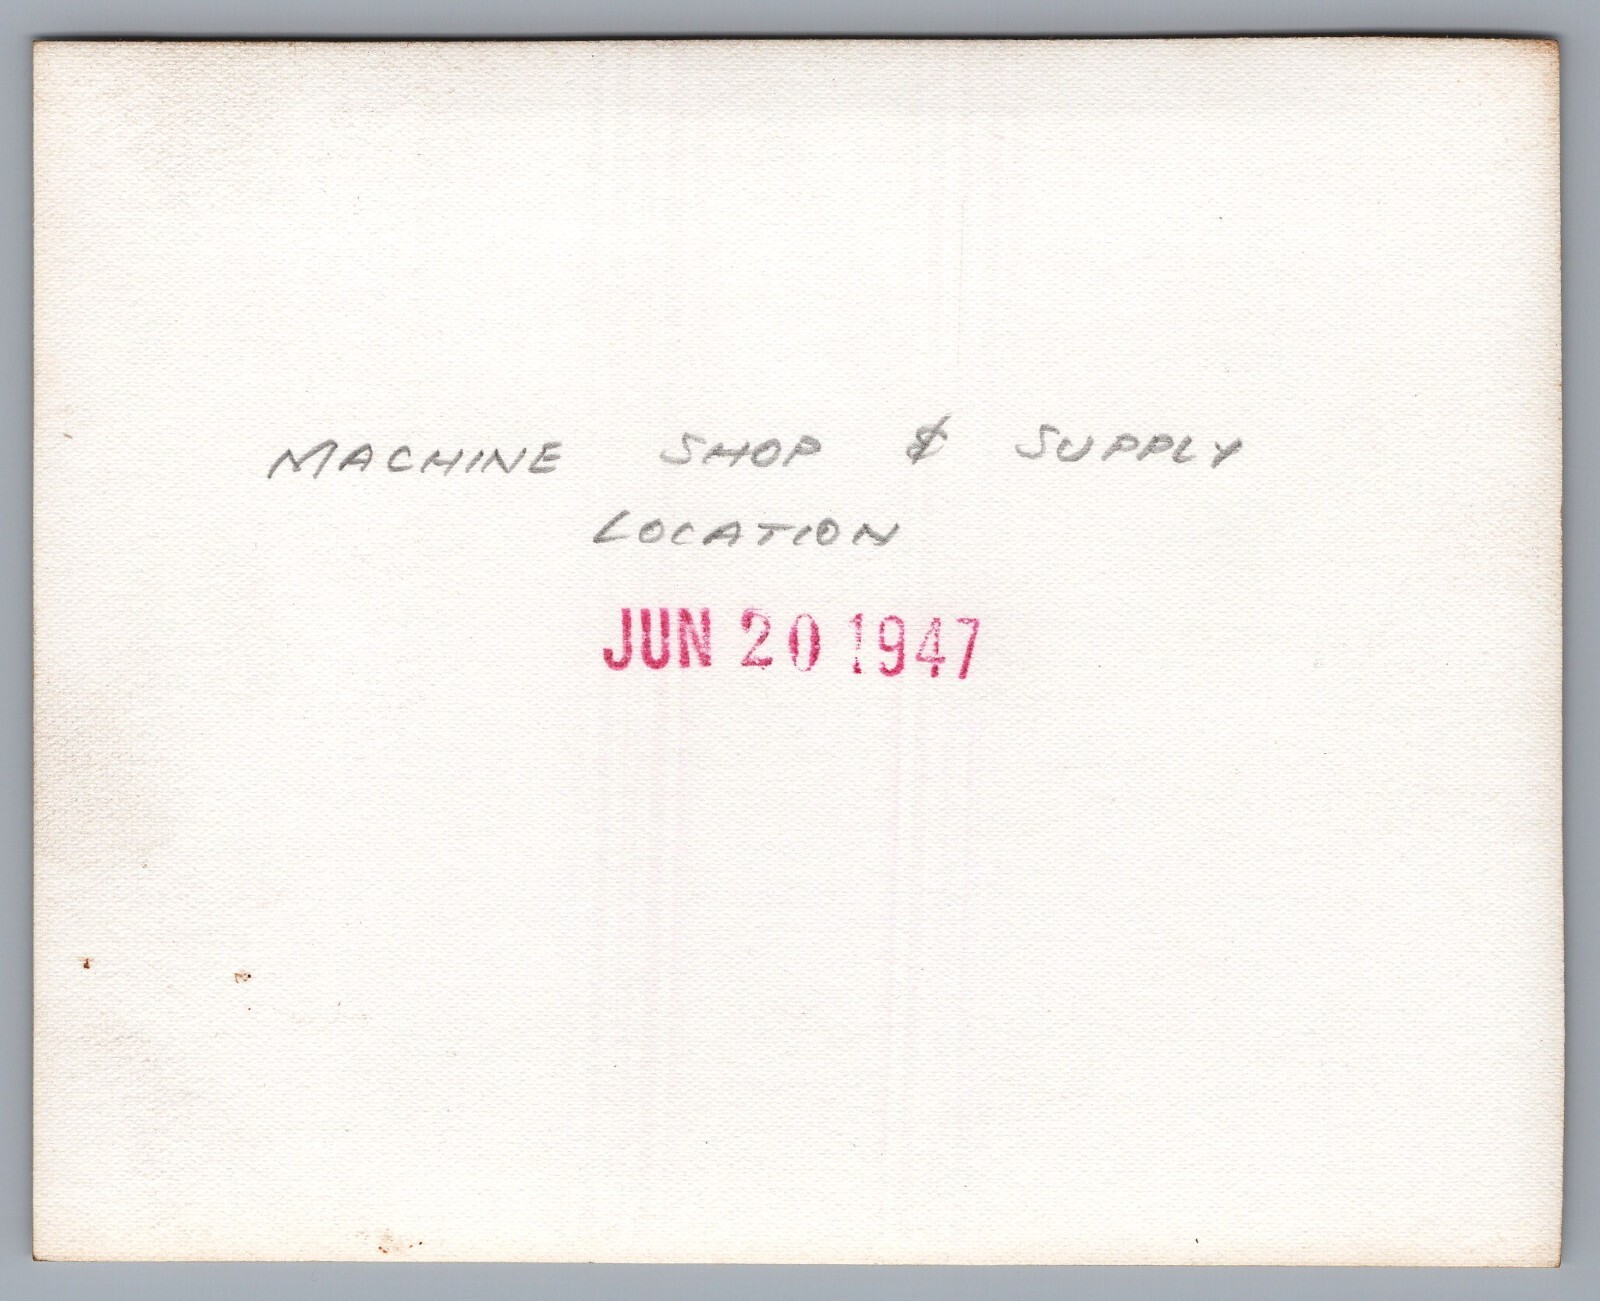 MACHINE SHOP & SUPPLY
LOCATION
JUN 20 1947